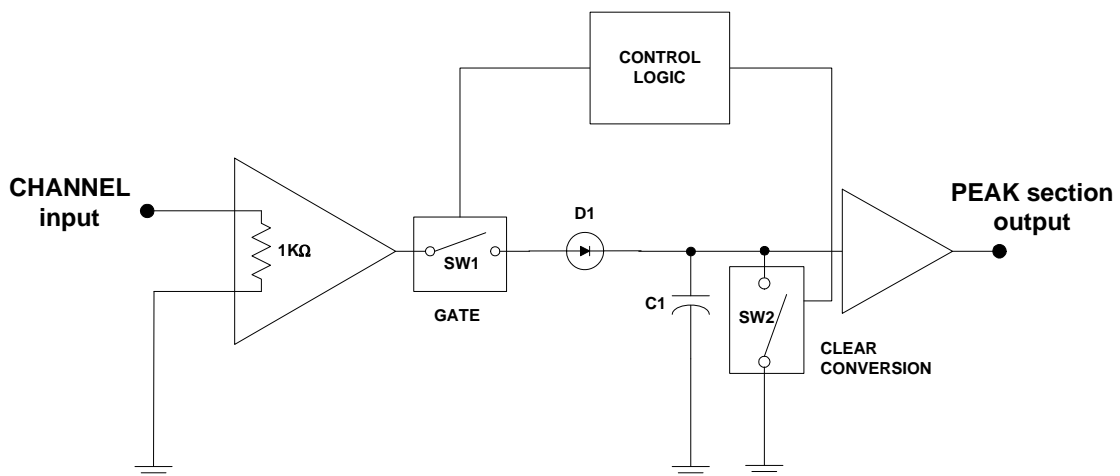 CONTROL
LOGIC
CHANNEL
input
1KΩ
SW1
GATE
D1
C1
SW2
CLEAR
CONVERSION
PEAK section
output